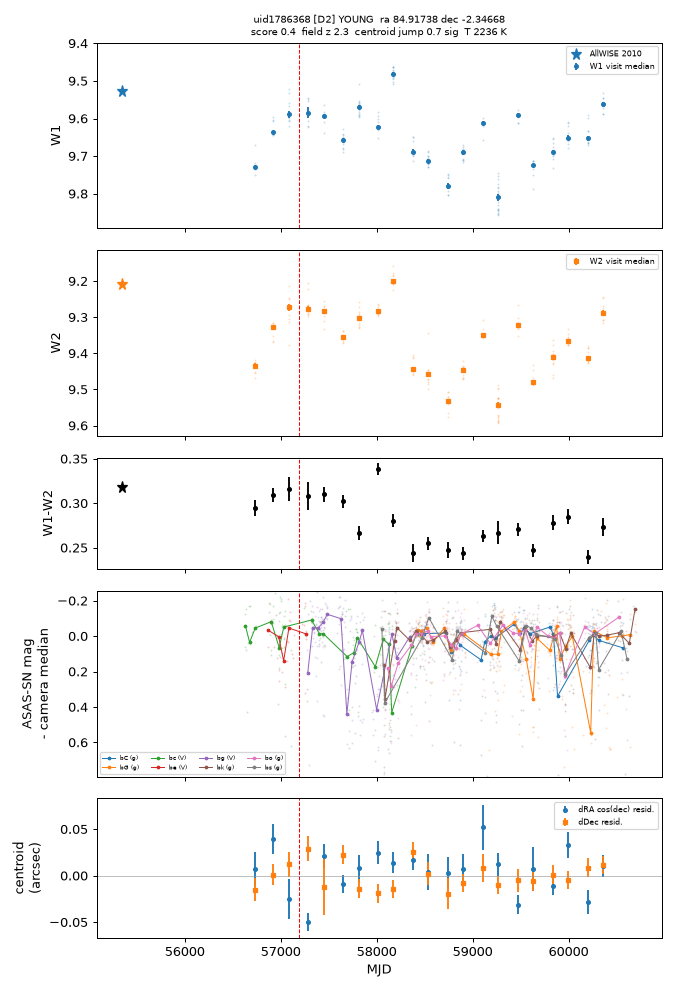 uid1786368 [D2] YOUNG ra 84.91738 dec -2.34668
score 0.4 field z 2.3 centroid jump 0.7 sig T 2236 K
9.4
9.5
9.6
9.7
9.8
W1
AllWISE 2010
W1 visit median
9.2
9.3
9.4
9.5
9.6
W2
W2 visit median
0.35
0.30
0.25
W1-W2
−0.2
0.0
0.2
0.4
0.6
ASAS-SN mag
- camera median
bC (g)
bc (V)
bg (V)
bo (g)
bG (g)
be (V)
bk (g)
bs (g)
0.05
0.00
−0.05
centroid
(arcsec)
dRA cos(dec) resid.
dDec resid.
56000
57000
58000
59000
60000
MJD